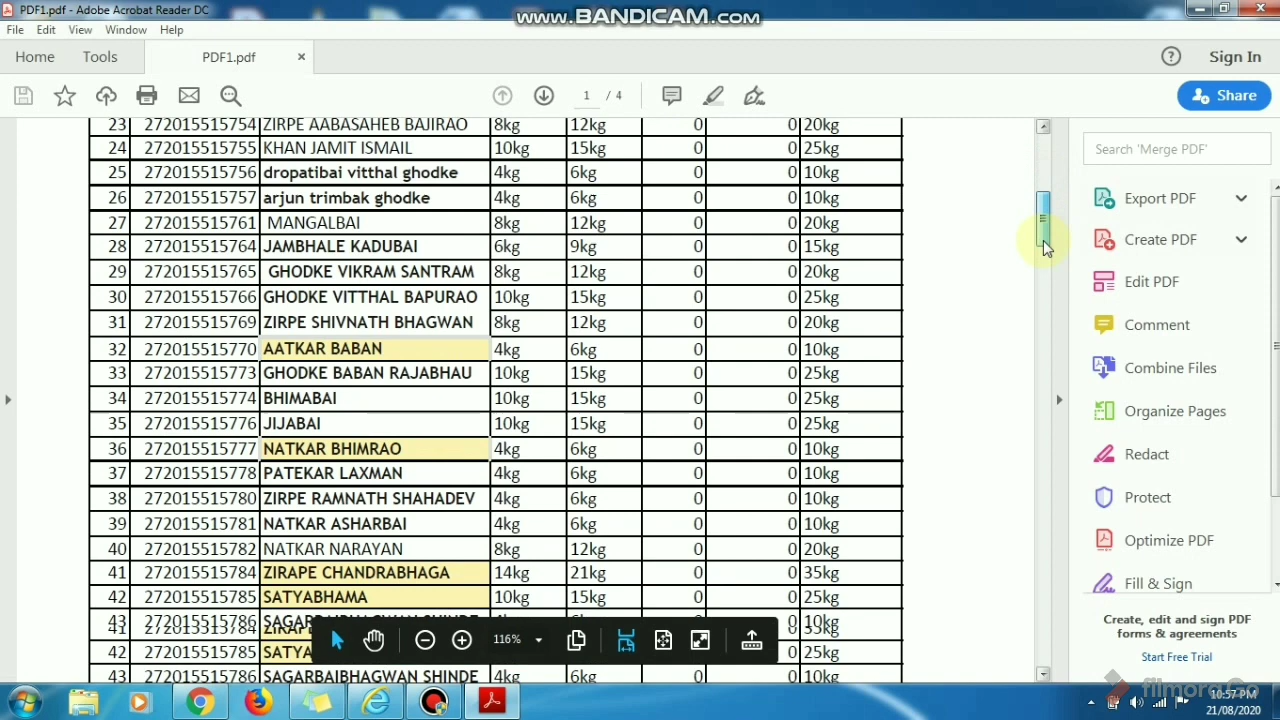 PDF1.pdf - Adobe Acrobat Reader DC
www.BANDICAM.com
File Edit View Window Help
Home Tools PDF1.pdf × ? Sign In
1 / 4 Share
23 272015515754 ZIRPE AABASAHEB BAJIRAO 8kg 12kg 0 0 20kg
24 272015515755 KHAN JAMIT ISMAIL 10kg 15kg 0 0 25kg
25 272015515756 dropatibai vitthal ghodke 4kg 6kg 0 0 10kg
26 272015515757 arjun trimbak ghodke 4kg 6kg 0 0 10kg
27 272015515761 MANGALBAI 8kg 12kg 0 0 20kg
28 272015515764 JAMBHALE KADUBAI 6kg 9kg 0 0 15kg
29 272015515765 GHODKE VIKRAM SANTRAM 8kg 12kg 0 0 20kg
30 272015515766 GHODKE VITTHAL BAPURAO 10kg 15kg 0 0 25kg
31 272015515769 ZIRPE SHIVNATH BHAGWAN 8kg 12kg 0 0 20kg
32 272015515770 AATKAR BABAN 4kg 6kg 0 0 10kg
33 272015515773 GHODKE BABAN RAJABHAU 10kg 15kg 0 0 25kg
34 272015515774 BHIMABAI 10kg 15kg 0 0 25kg
35 272015515776 JIJABAI 10kg 15kg 0 0 25kg
36 272015515777 NATKAR BHIMRAO 4kg 6kg 0 0 10kg
37 272015515778 PATEKAR LAXMAN 4kg 6kg 0 0 10kg
38 272015515780 ZIRPE RAMNATH SHAHADEV 4kg 6kg 0 0 10kg
39 272015515781 NATKAR ASHARBAI 4kg 6kg 0 0 10kg
40 272015515782 NATKAR NARAYAN 8kg 12kg 0 0 20kg
41 272015515784 ZIRAPE CHANDRABHAGA 14kg 21kg 0 0 35kg
42 272015515785 SATYABHAMA 10kg 15kg 0 0 25kg
43 272015515786 0 10kg
42 272015515785 0 25kg
43 272015515786 SAGARBAIBHAGWAN SHINDE 4kg 6kg 0 0 10kg
116%
Search 'Merge PDF'
Export PDF
Create PDF
Edit PDF
Comment
Combine Files
Organize Pages
Redact
Protect
Optimize PDF
Fill & Sign
Create, edit and sign PDF
forms & agreements
Start Free Trial
filmoraGo
10:57 PM
21/08/2020